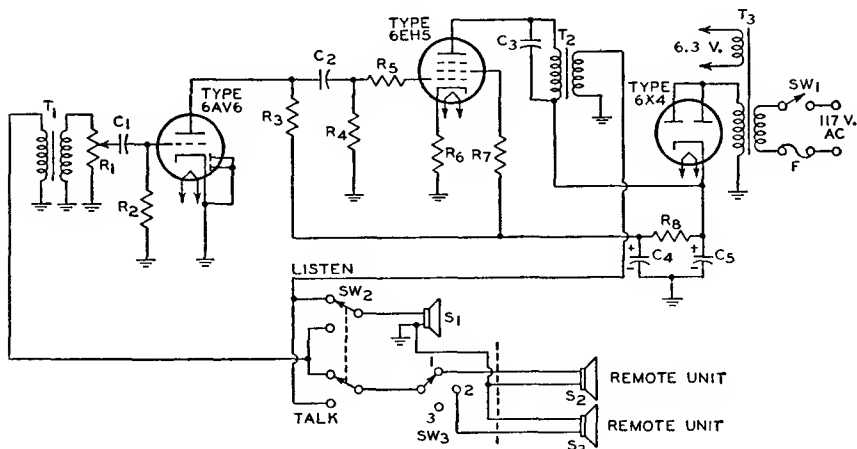 TYPE
6EH5
TYPE
6AV6
T1
C1
R1
R2
R3
C2
R4
R5
R6
R7
C3
T2
T3
6.3 V.
TYPE
6X4
SW1
117 V.
AC
F
R8
C4
C5
+
-
+
-
LISTEN
SW2
S1
TALK
1
2
3
SW3
S2
REMOTE UNIT
S3
REMOTE UNIT